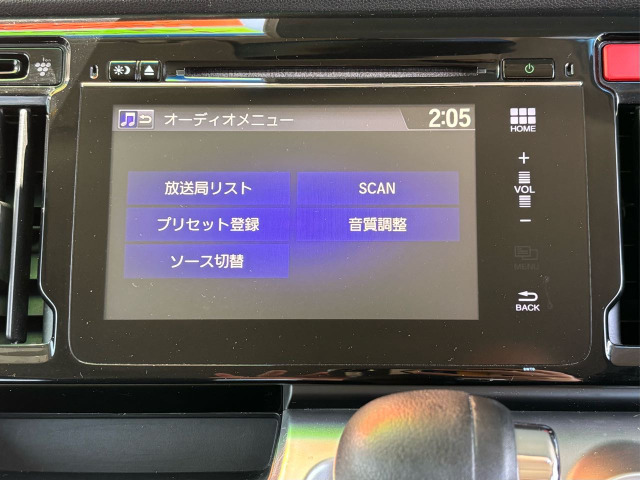 オーディオメニュー 2:05
HOME
放送局リスト SCAN
+
VOL
プリセット登録 音質調整
−
ソース切替
MENU
BACK